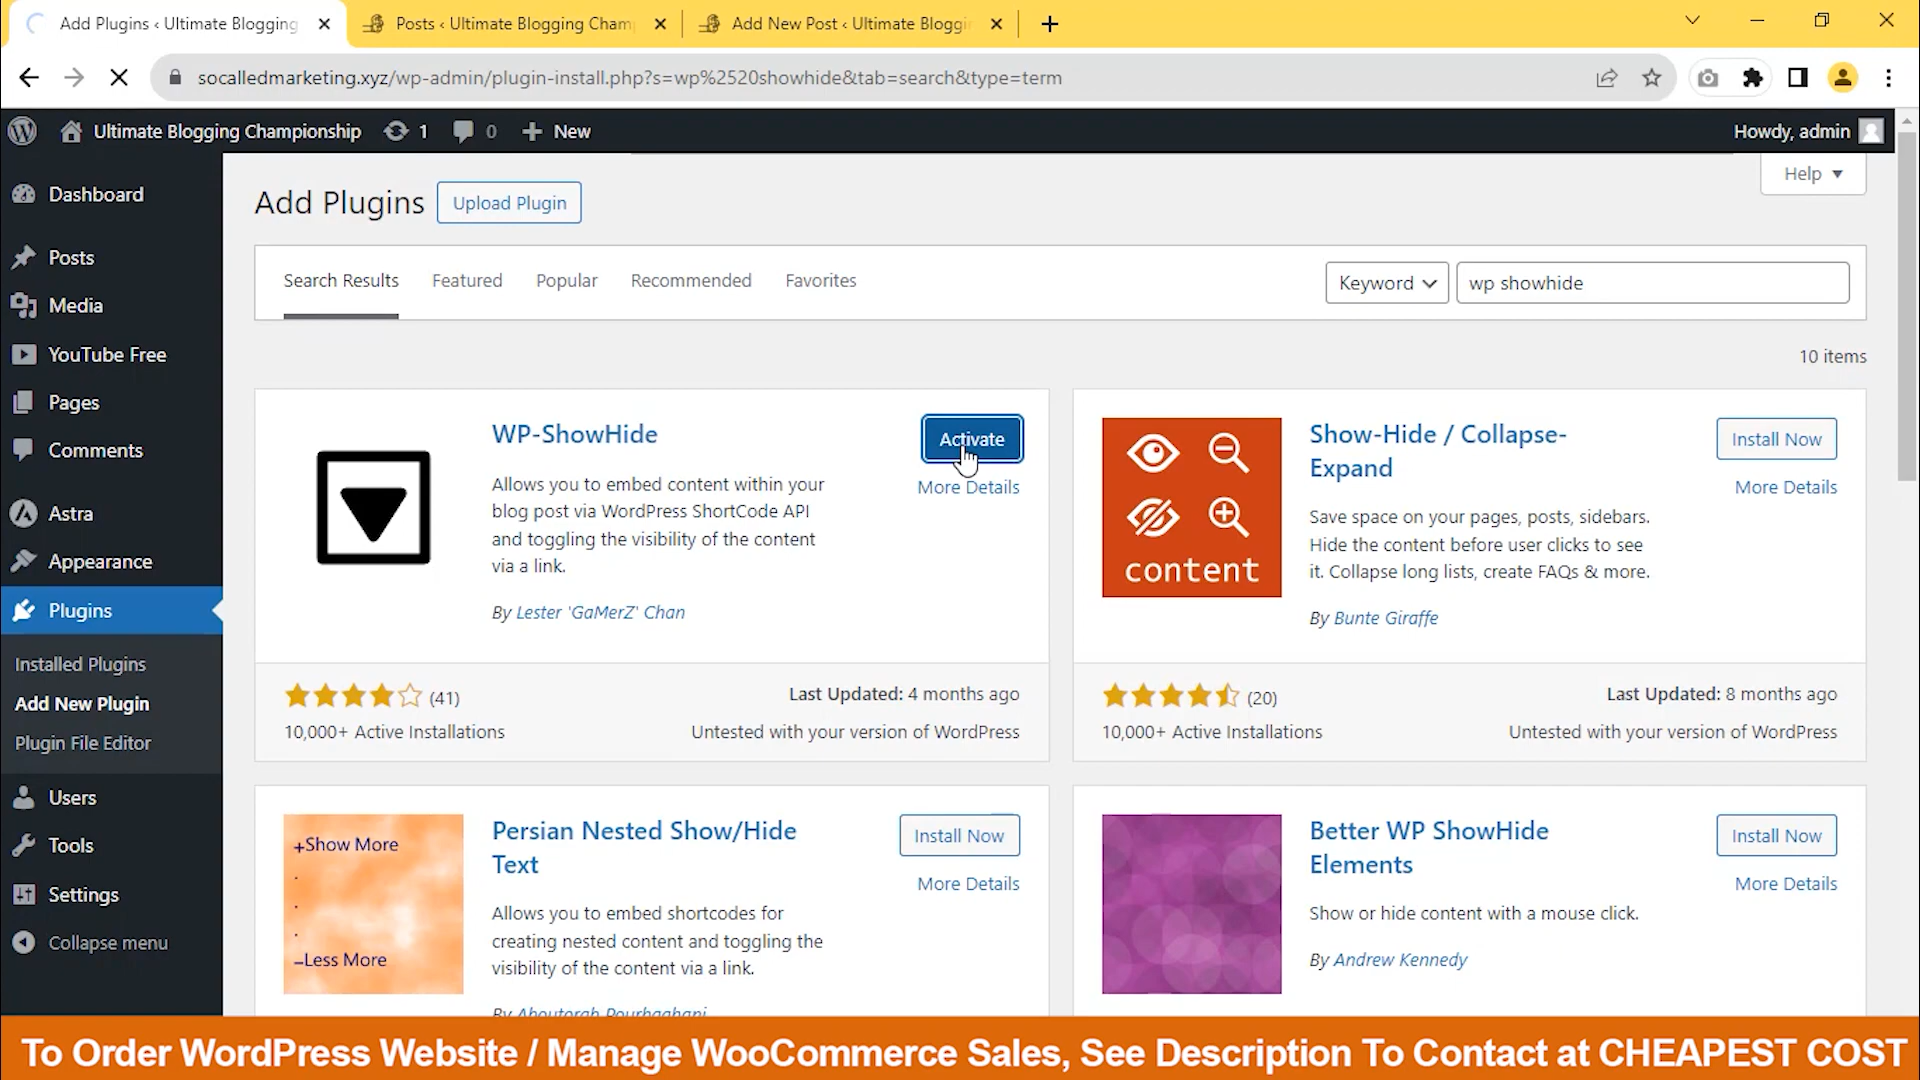 Add Plugins ‹ Ultimate Blogging
Posts ‹ Ultimate Blogging Cham
Add New Post ‹ Ultimate Bloggi
socalledmarketing.xyz/wp-admin/plugin-install.php?s=wp%2520showhide&tab=search&type=term
Ultimate Blogging Championship
1
0
New
Howdy, admin
Dashboard
Posts
Media
YouTube Free
Pages
Comments
Astra
Appearance
Plugins
Installed Plugins
Add New Plugin
Plugin File Editor
Users
Tools
Settings
Collapse menu
Help
Add Plugins
Upload Plugin
Search Results
Featured
Popular
Recommended
Favorites
Keyword
wp showhide
10 items
WP-ShowHide
Activate
More Details
Allows you to embed content within your
blog post via WordPress ShortCode API
and toggling the visibility of the content
via a link.
By Lester 'GaMerZ' Chan
(41)
Last Updated: 4 months ago
10,000+ Active Installations
Untested with your version of WordPress
content
Show-Hide / Collapse-
Expand
Install Now
More Details
Save space on your pages, posts, sidebars.
Hide the content before user clicks to see
it. Collapse long lists, create FAQs & more.
By Bunte Giraffe
(20)
Last Updated: 8 months ago
10,000+ Active Installations
Untested with your version of WordPress
+Show More
.
.
.
–Less More
Persian Nested Show/Hide
Text
Install Now
More Details
Allows you to embed shortcodes for
creating nested content and toggling the
visibility of the content via a link.
By
Better WP ShowHide
Elements
Install Now
More Details
Show or hide content with a mouse click.
By Andrew Kennedy
To Order WordPress Website / Manage WooCommerce Sales, See Description To Contact at CHEAPEST COST